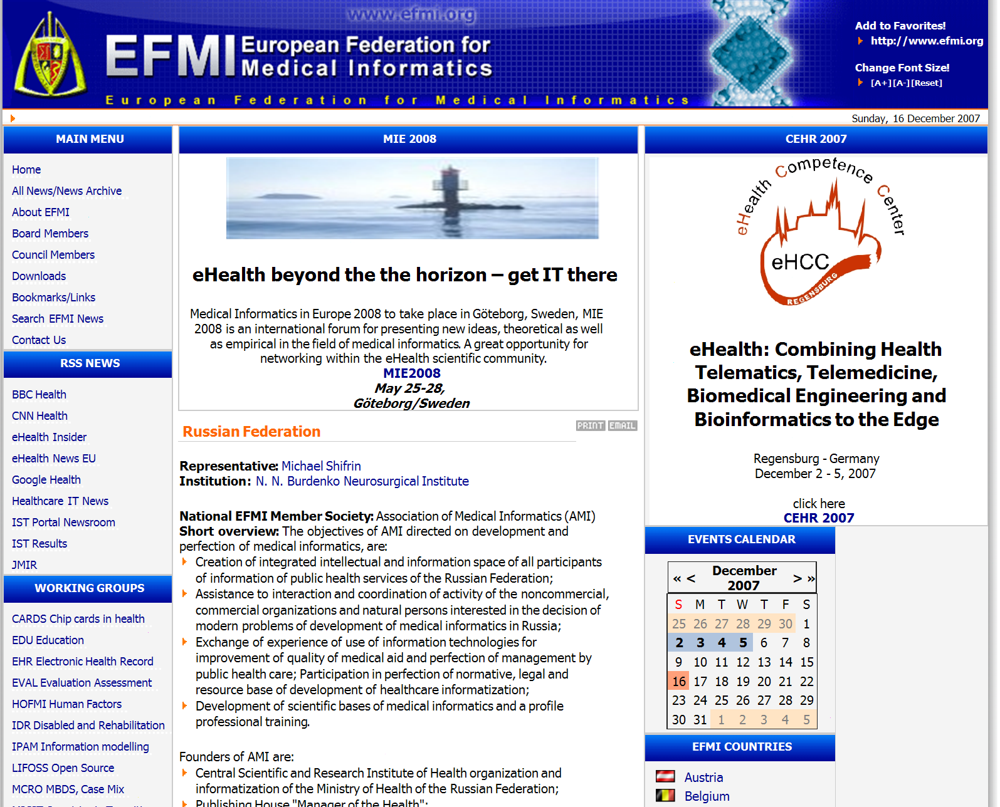 www.efmi.org
EFMI
European Federation for
Medical Informatics
European Federation for Medical Informatics
Add to Favorites!
http://www.efmi.org
Change Font Size!
[A+][A-][Reset]
Sunday, 16 December 2007
MAIN MENU
Home
All News/News Archive
About EFMI
Board Members
Council Members
Downloads
Bookmarks/Links
Search EFMI News
Contact Us
RSS NEWS
BBC Health
CNN Health
eHealth Insider
eHealth News EU
Google Health
Healthcare IT News
IST Portal Newsroom
IST Results
JMIR
WORKING GROUPS
CARDS Chip cards in health
EDU Education
EHR Electronic Health Record
EVAL Evaluation Assessment
HOFMI Human Factors
IDR Disabled and Rehabilitation
IPAM Information modelling
LIFOSS Open Source
MCRO MBDS, Case Mix
MIE 2008
eHealth beyond the the horizon – get IT there
Medical Informatics in Europe 2008 to take place in Göteborg, Sweden, MIE
2008 is an international forum for presenting new ideas, theoretical as well
as empirical in the field of medical informatics. A great opportunity for
networking within the eHealth scientific community.
MIE2008
May 25-28,
Göteborg/Sweden
Russian Federation
PRINT EMAIL
Representative: Michael Shifrin
Institution: N. N. Burdenko Neurosurgical Institute
National EFMI Member Society: Association of Medical Informatics (AMI)
Short overview: The objectives of AMI directed on development and
perfection of medical informatics, are:
Creation of integrated intellectual and information space of all participants
of information of public health services of the Russian Federation;
Assistance to interaction and coordination of activity of the noncommercial,
commercial organizations and natural persons interested in the decision of
modern problems of development of medical informatics in Russia;
Exchange of experience of use of information technologies for
improvement of quality of medical aid and perfection of management by
public health care; Participation in perfection of normative, legal and
resource base of development of healthcare informatization;
Development of scientific bases of medical informatics and a profile
professional training.
Founders of AMI are:
Central Scientific and Research Institute of Health organization and
informatization of the Ministry of Health of the Russian Federation;
Publishing House "Manager of the Health";
CEHR 2007
eHealth Competence Center
eHCC
REGENSBURG
eHealth: Combining Health
Telematics, Telemedicine,
Biomedical Engineering and
Bioinformatics to the Edge
Regensburg - Germany
December 2 - 5, 2007
click here
CEHR 2007
EVENTS CALENDAR
« < December 2007 > »
S M T W T F S
25 26 27 28 29 30 1
2 3 4 5 6 7 8
9 10 11 12 13 14 15
16 17 18 19 20 21 22
23 24 25 26 27 28 29
30 31 1 2 3 4 5
EFMI COUNTRIES
Austria
Belgium